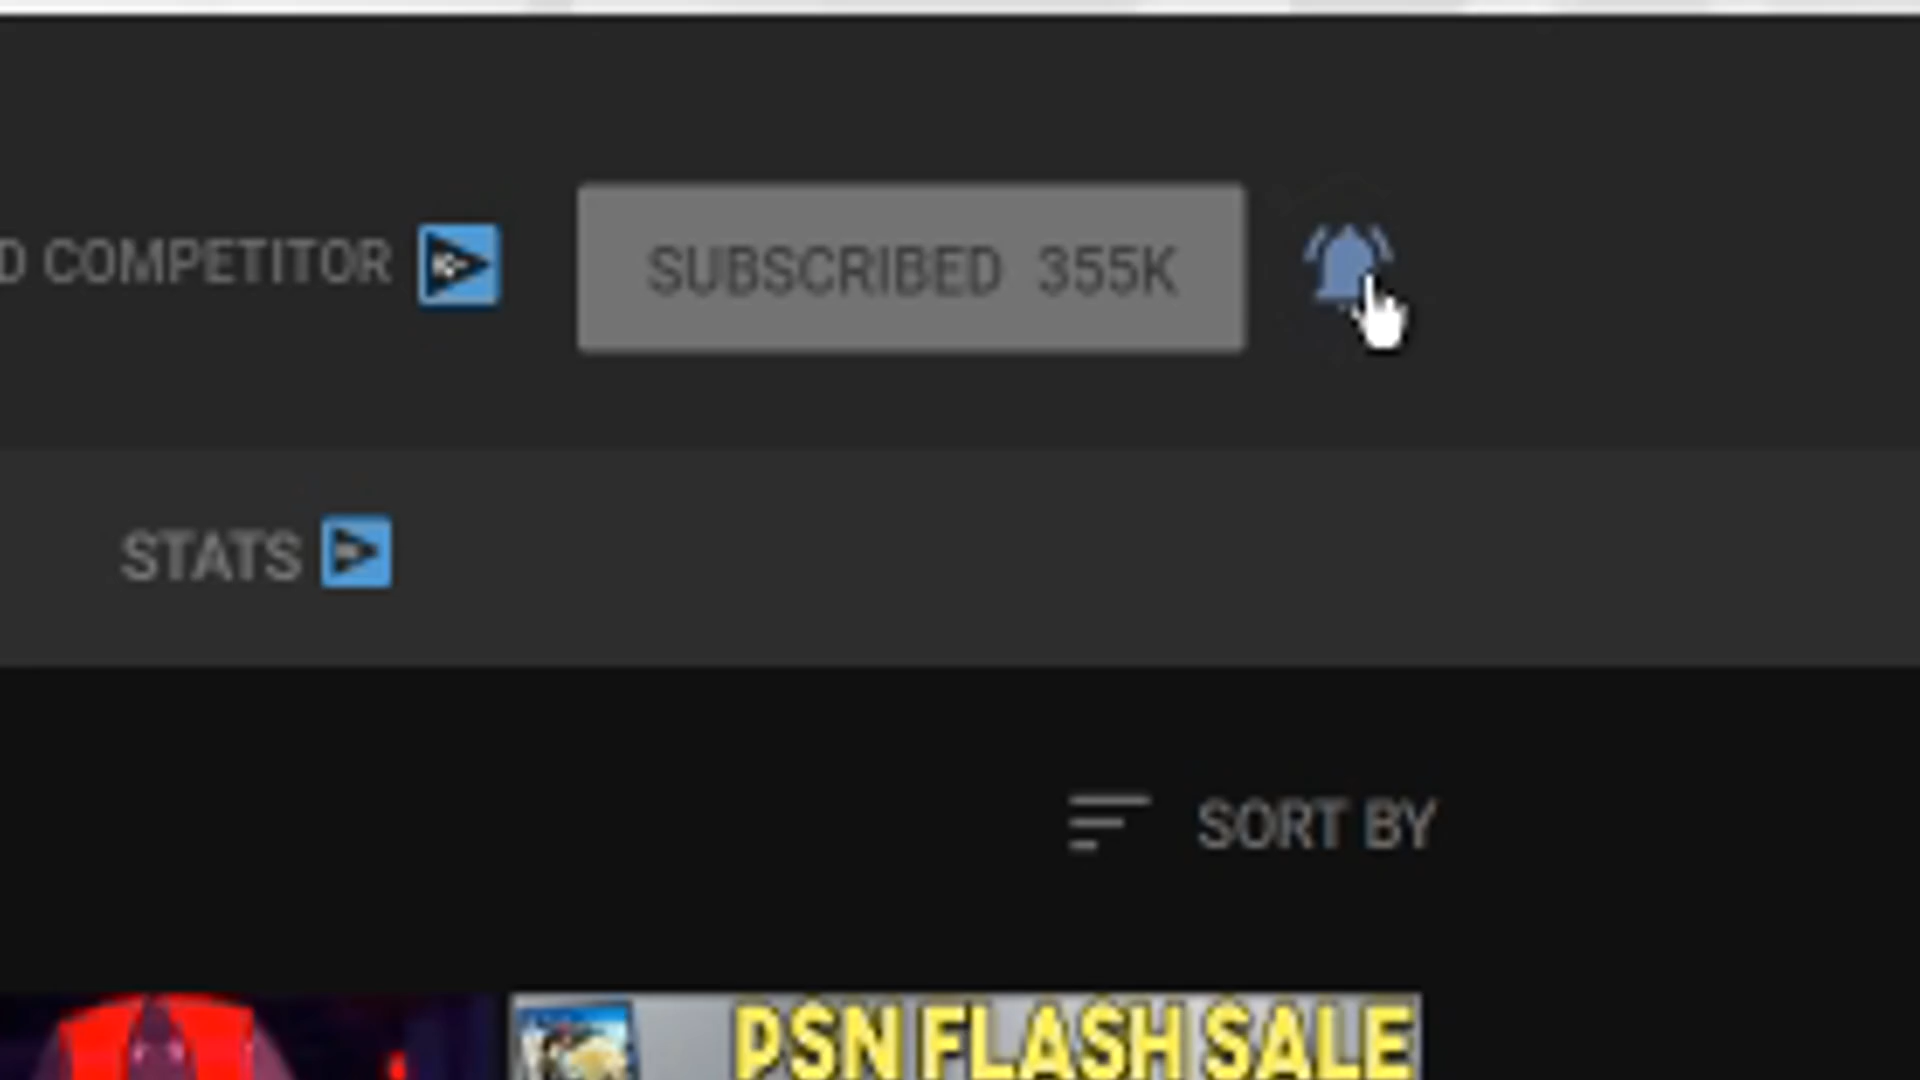 D COMPETITOR
SUBSCRIBED 355K
STATS
SORT BY
PSN FLASH SALE